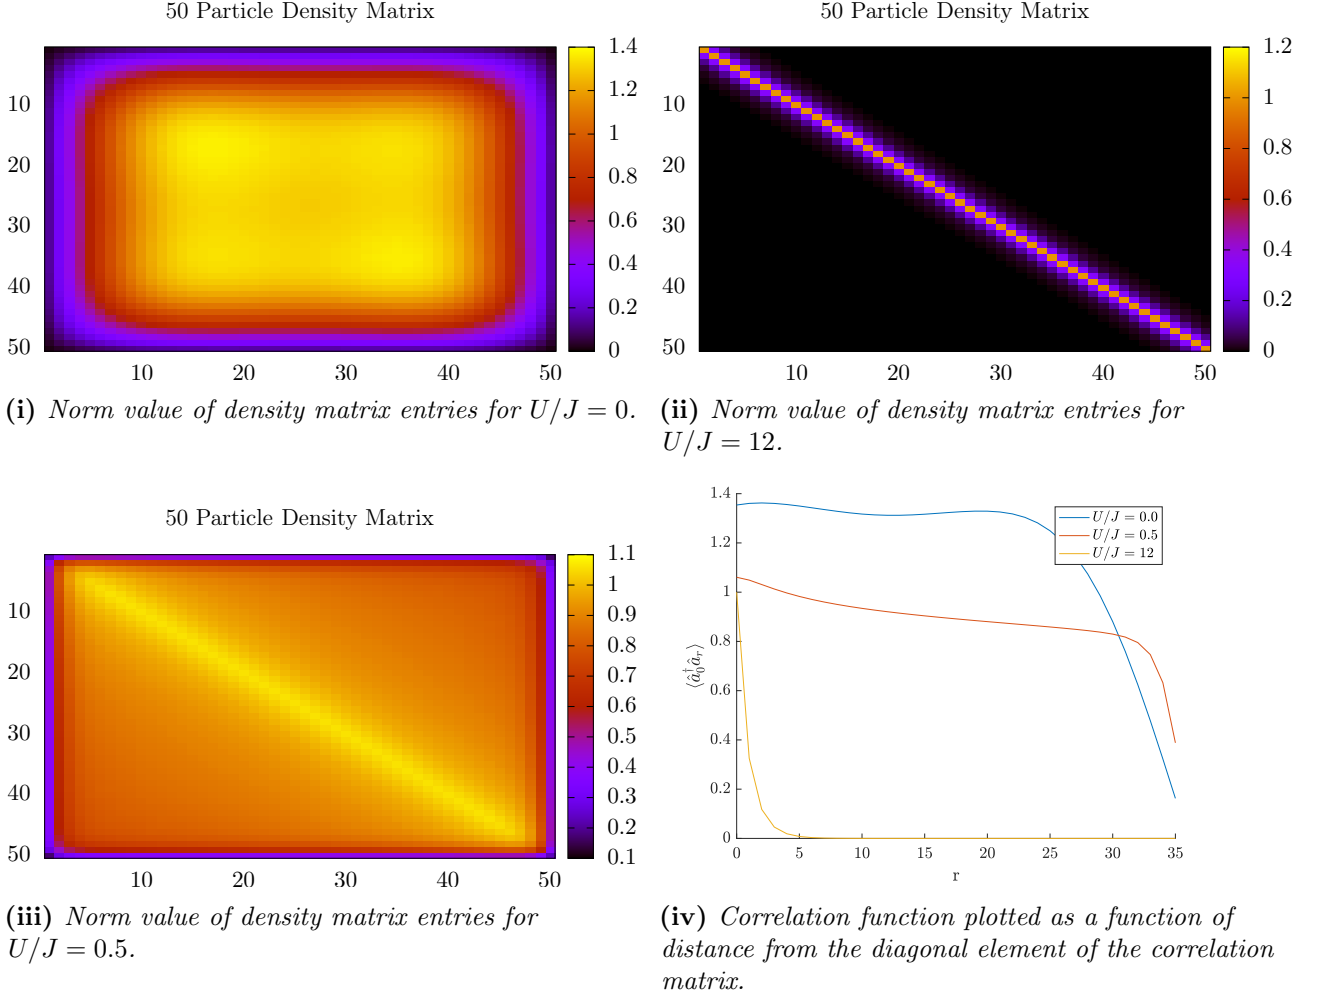 50 Particle Density Matrix
1.4
1.2
1
0.8
0.6
0.4
0.2
0
10
20
30
40
50
10 20 30 40 50
(i) Norm value of density matrix entries for U/J = 0.
50 Particle Density Matrix
1.2
1
0.8
0.6
0.4
0.2
0
10
20
30
40
50
10 20 30 40 50
(ii) Norm value of density matrix entries for
U/J = 12.
50 Particle Density Matrix
1.1
1
0.9
0.8
0.7
0.6
0.5
0.4
0.3
0.2
0.1
10
20
30
40
50
10 20 30 40 50
(iii) Norm value of density matrix entries for
U/J = 0.5.
1.4
1.2
1
0.8
0.6
0.4
0.2
0
⟨â₀†âᵣ⟩
U/J = 0.0
U/J = 0.5
U/J = 12
0 5 10 15 20 25 30 35
r
(iv) Correlation function plotted as a function of
distance from the diagonal element of the correlation
matrix.